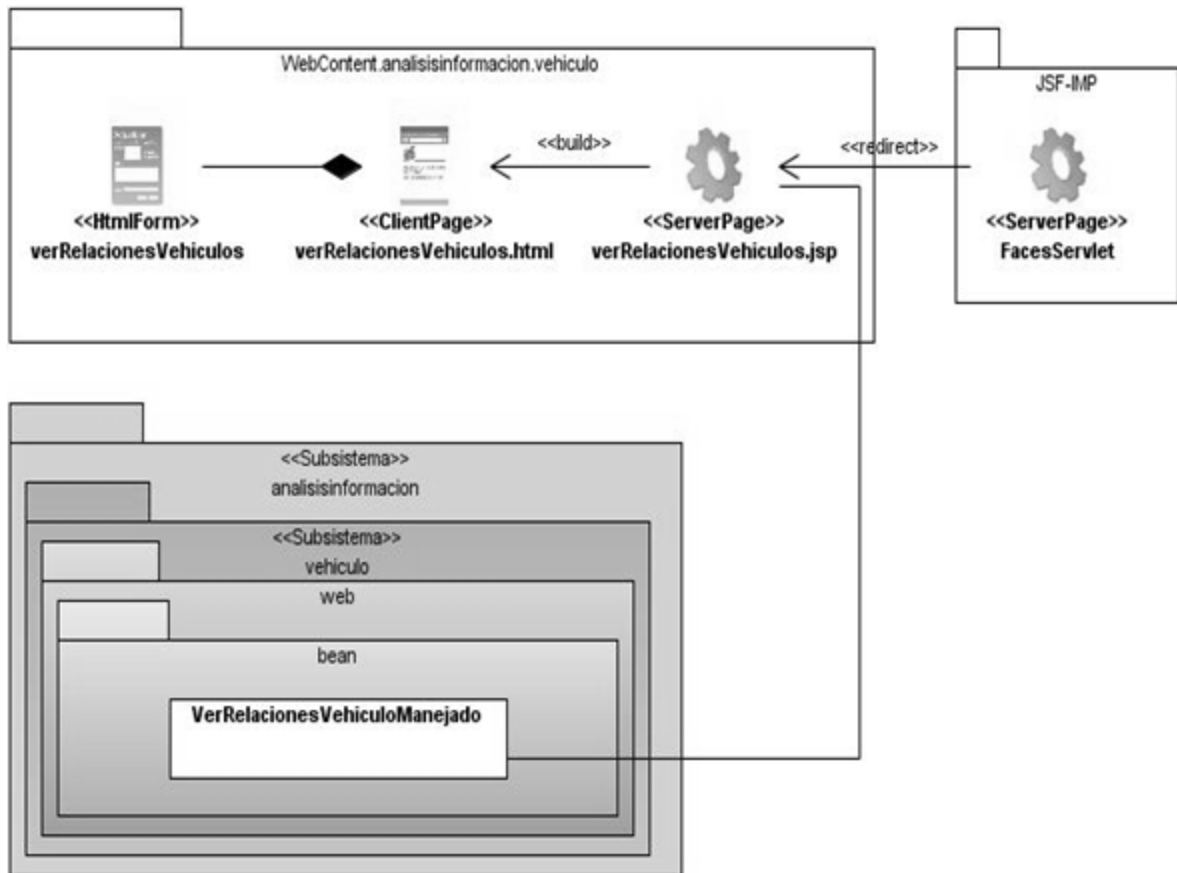 WebContent.analisisinformacion.vehiculo
JSF-IMP
<<build>>
<<redirect>>
<<HtmlForm>>
verRelacionesVehiculos
<<ClientPage>>
verRelacionesVehiculos.html
<<ServerPage>>
verRelacionesVehiculos.jsp
<<ServerPage>>
FacesServlet
<<Subsistema>>
analisisinformacion
<<Subsistema>>
vehiculo
web
bean
VerRelacionesVehiculoManejado